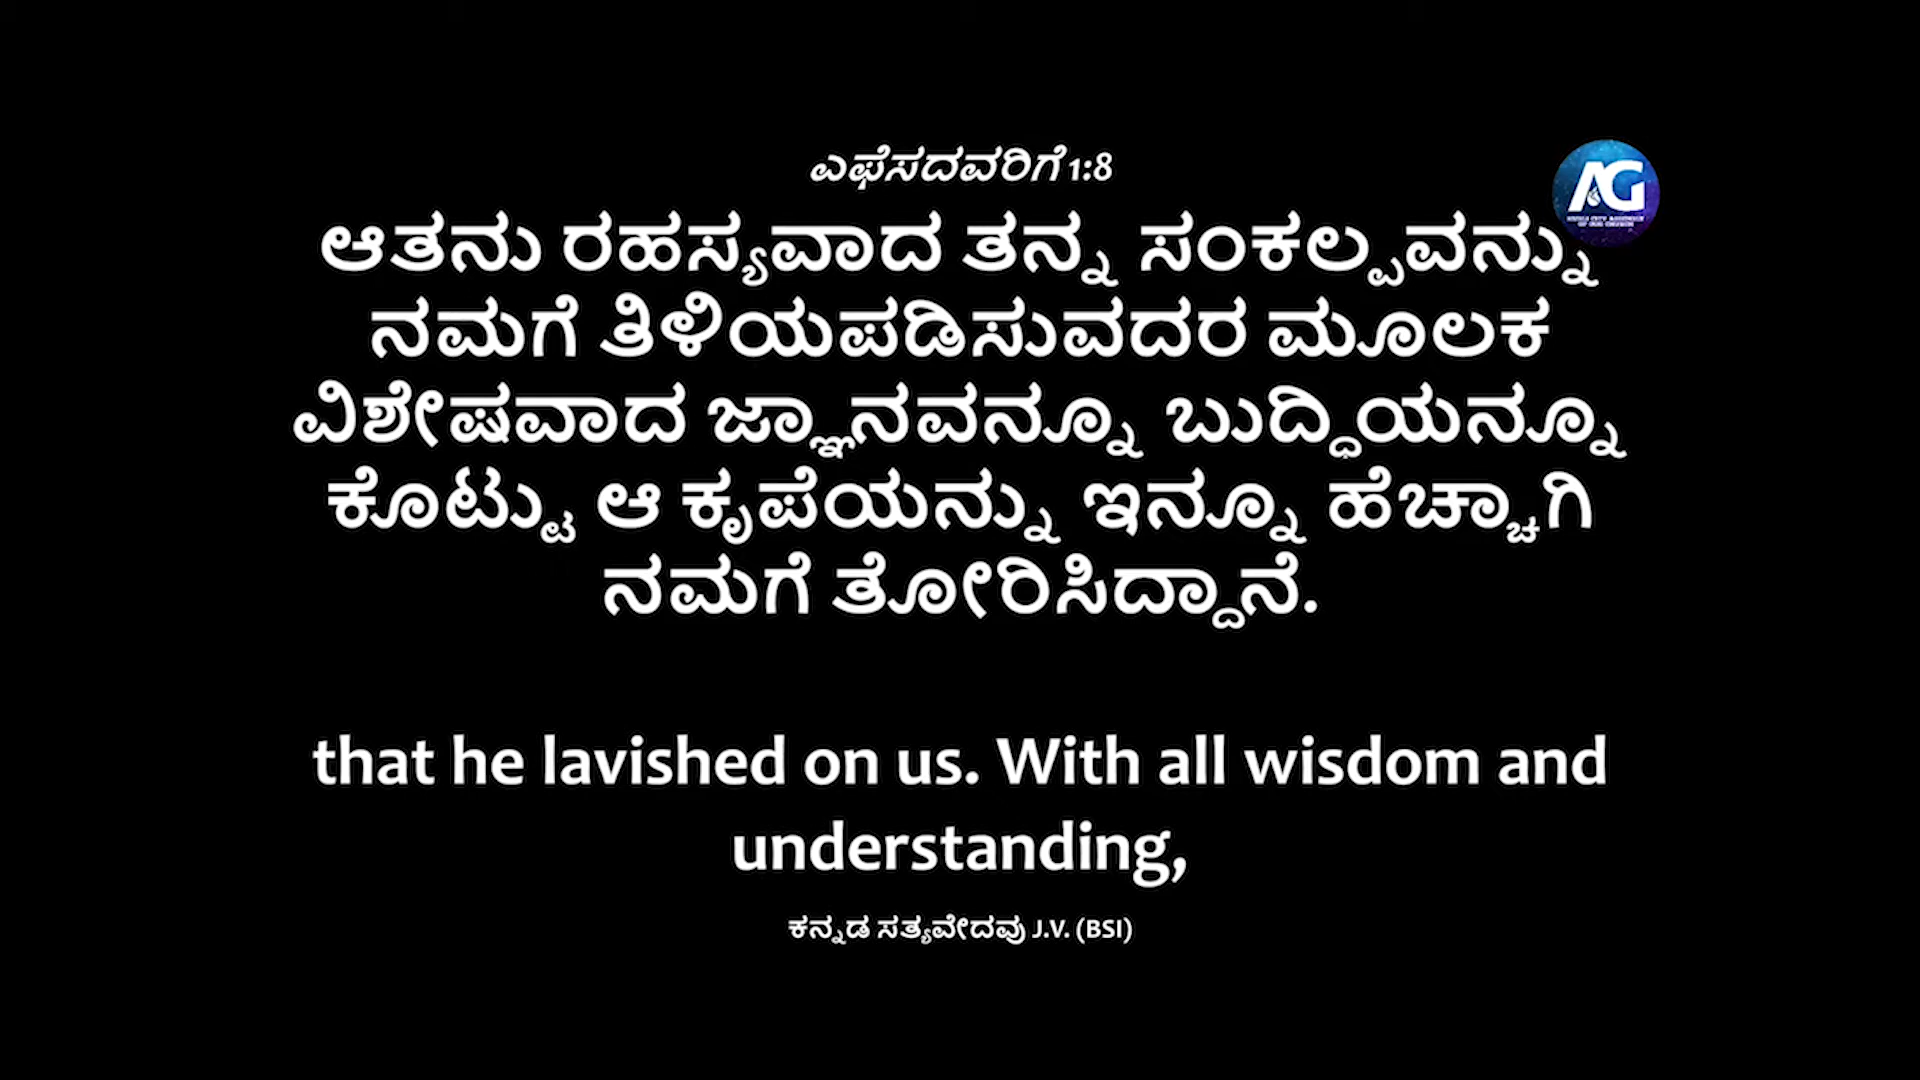 ಎಫೆಸದವರಿಗೆ 1:8
ಆತನು ರಹಸ್ಯವಾದ ತನ್ನ ಸಂಕಲ್ಪವನ್ನು
ನಮಗೆ ತಿಳಿಯಪಡಿಸುವದರ ಮೂಲಕ
ವಿಶೇಷವಾದ ಜ್ಞಾನವನ್ನೂ ಬುದ್ಧಿಯನ್ನೂ
ಕೊಟ್ಟು ಆ ಕೃಪೆಯನ್ನು ಇನ್ನೂ ಹೆಚ್ಚಾಗಿ
ನಮಗೆ ತೋರಿಸಿದ್ದಾನೆ.
that he lavished on us. With all wisdom and
understanding,
ಕನ್ನಡ ಸತ್ಯವೇದವು J.V. (BSI)
AG